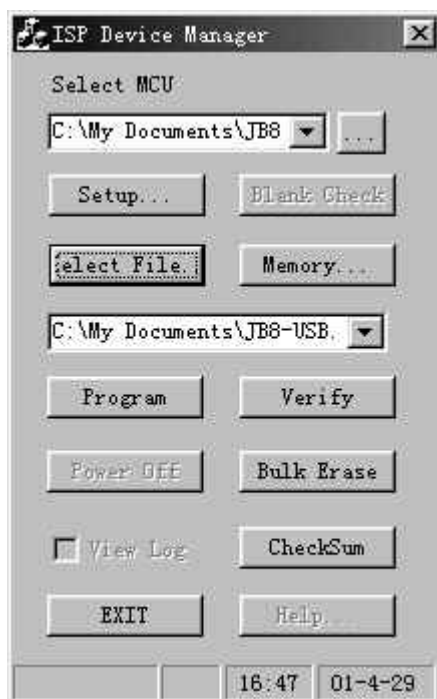 ISP Device Manager
Select MCU
C:\My Documents\JB8
...
Setup... Blank Check
elect File. Memory...
C:\My Documents\JB8-USB.
Program Verify
Power Off Bulk Erase
View Log CheckSum
EXIT Help...
16:47 01-4-29